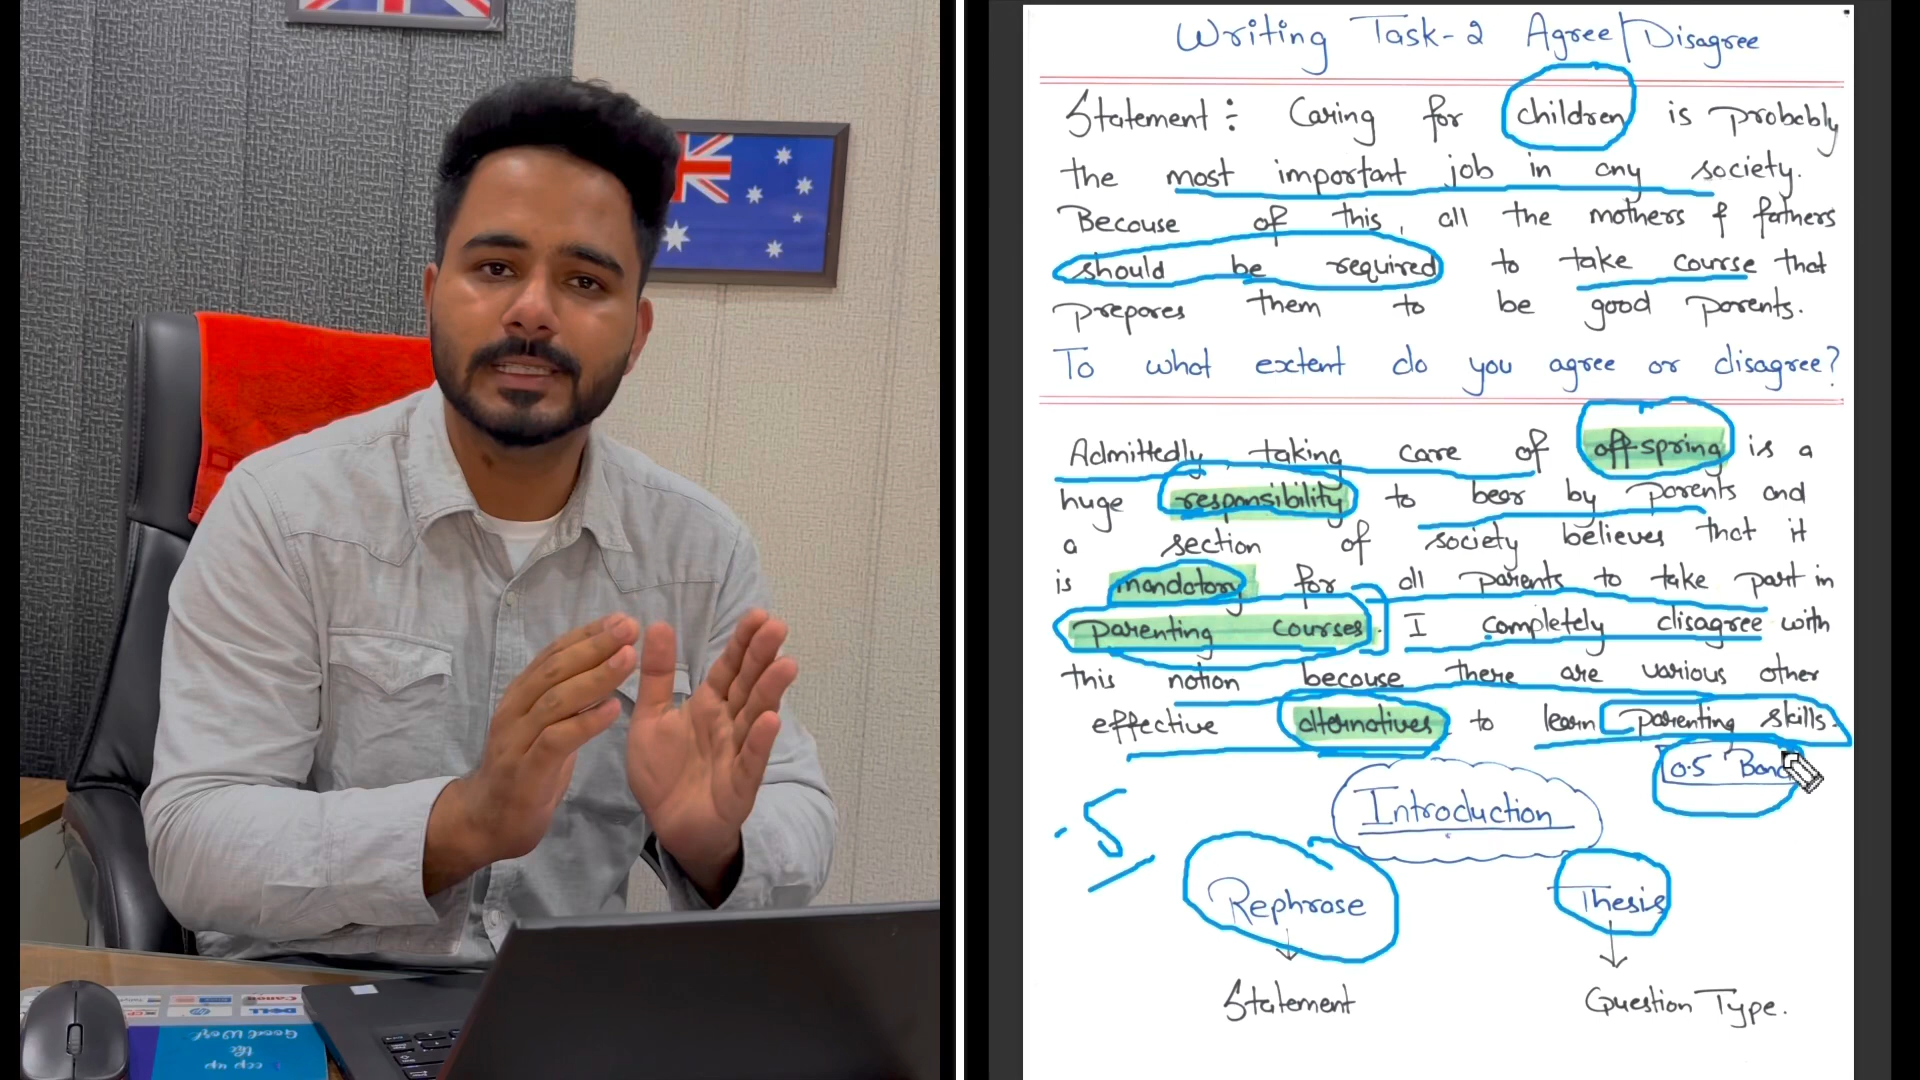 Writing Task-2 Agree/Disagree
Statement: Caring for children is probably
the most important job in any society.
Because of this, all the mothers & fathers
should be required to take course that
prepares them to be good parents.
To what extent do you agree or disagree?
Admittedly, taking care of off-spring is a
huge responsibility to bear by parents and
a section of society believes that it
is mandatory for all parents to take part in
parenting courses. I completely disagree with
this notion because there are various other
effective alternatives to learn parenting skills.
0.5 Band
Introduction
.5
Rephrase Thesis
Statement Question Type.
Canon
DELL
Good Work